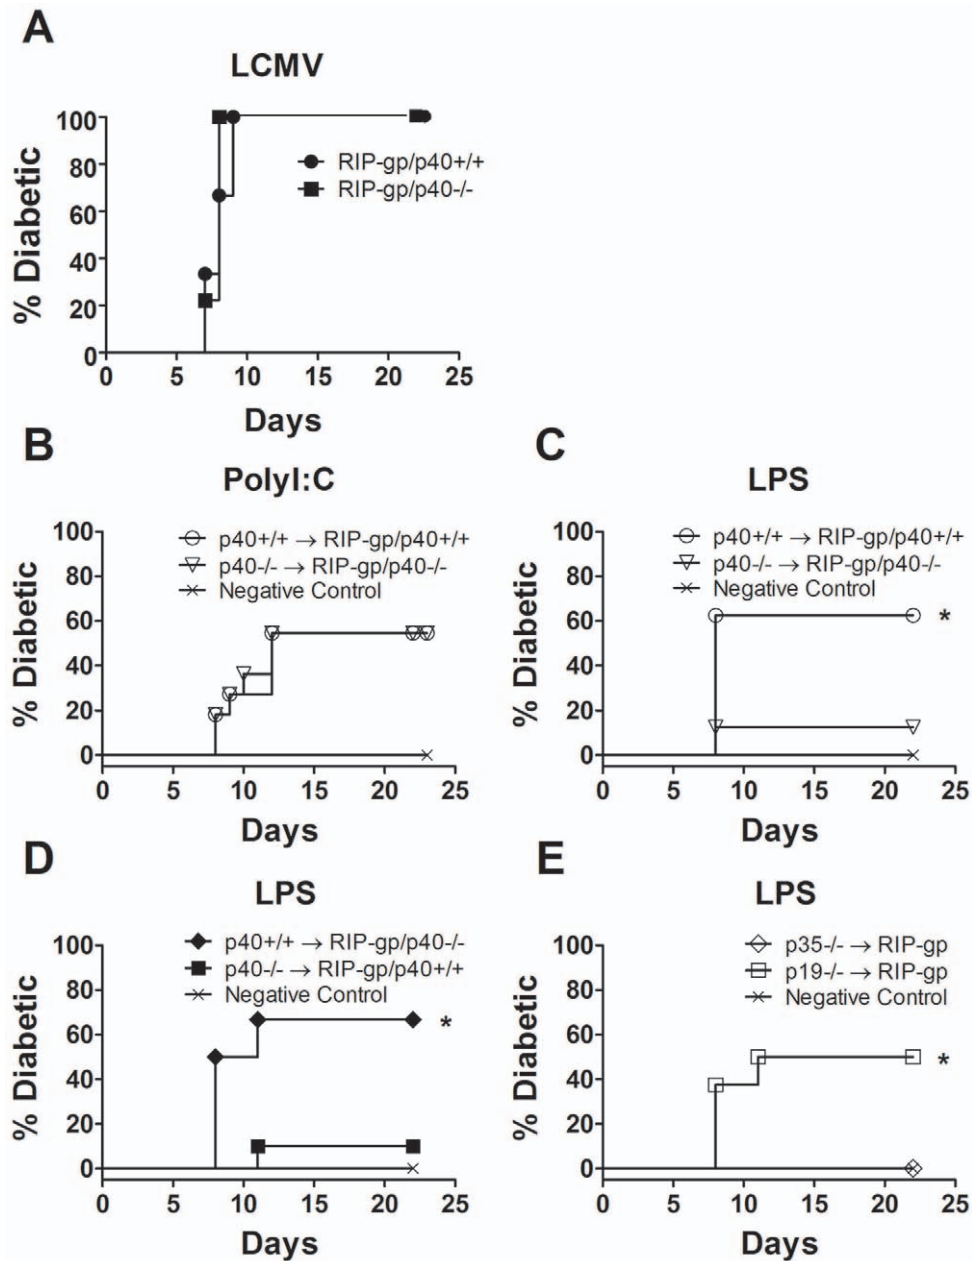 A
LCMV
% Diabetic
100
80
60
40
20
0
RIP-gp/p40+/+
RIP-gp/p40-/-
0 5 10 15 20 25
Days
B
PolyI:C
% Diabetic
100
80
60
40
20
0
p40+/+ → RIP-gp/p40+/+
p40-/- → RIP-gp/p40-/-
Negative Control
0 5 10 15 20 25
Days
C
LPS
% Diabetic
100
80
60
40
20
0
p40+/+ → RIP-gp/p40+/+
p40-/- → RIP-gp/p40-/-
Negative Control
*
0 5 10 15 20 25
Days
D
LPS
% Diabetic
100
80
60
40
20
0
p40+/+ → RIP-gp/p40-/-
p40-/- → RIP-gp/p40+/+
Negative Control
*
0 5 10 15 20 25
Days
E
LPS
% Diabetic
100
80
60
40
20
0
p35-/- → RIP-gp
p19-/- → RIP-gp
Negative Control
*
0 5 10 15 20 25
Days